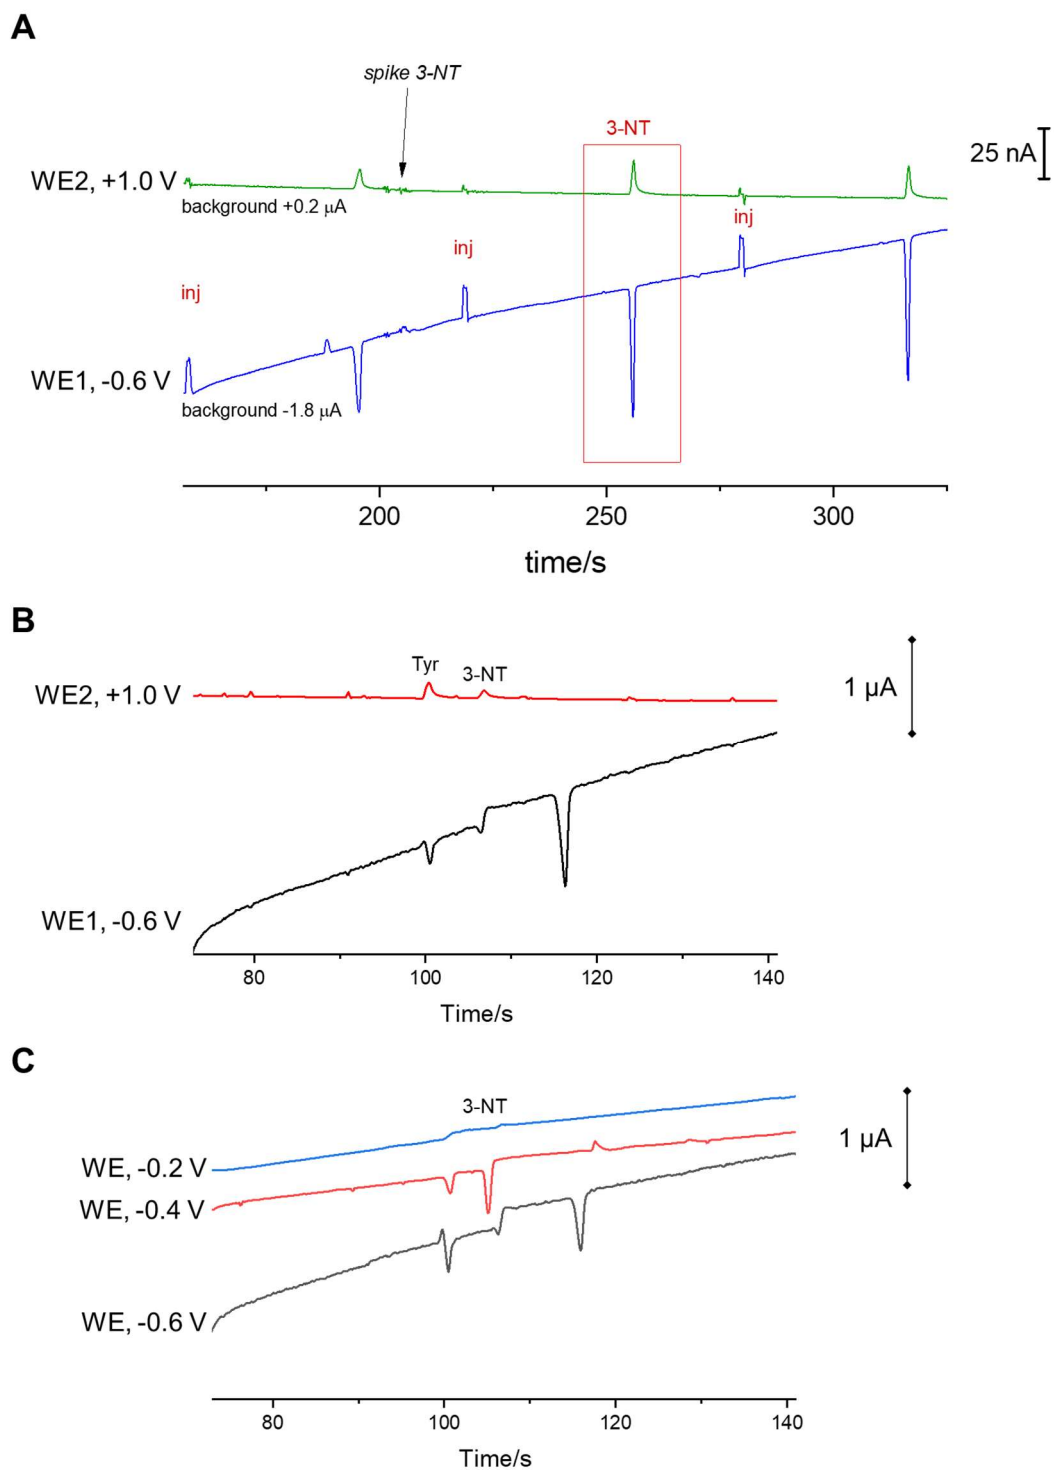 A
spike 3-NT
3-NT
25 nA
WE2, +1.0 V
background +0.2 μA
inj
inj
inj
WE1, -0.6 V
background -1.8 μA
200
250
300
time/s
B
Tyr
3-NT
WE2, +1.0 V
1 μA
WE1, -0.6 V
80
100
120
140
Time/s
C
3-NT
1 μA
WE, -0.2 V
WE, -0.4 V
WE, -0.6 V
80
100
120
140
Time/s